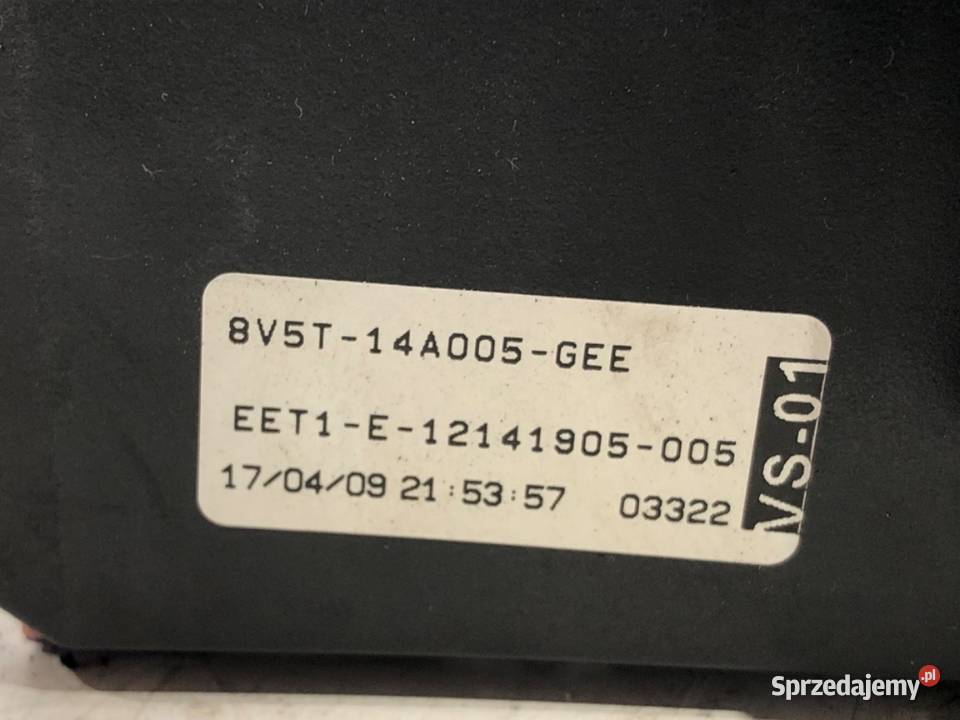 8V5T-14A005-GEE
EET1-E-12141905-005
17/04/09 21:53:57 03322
VS-01
Sprzedajemy.pl